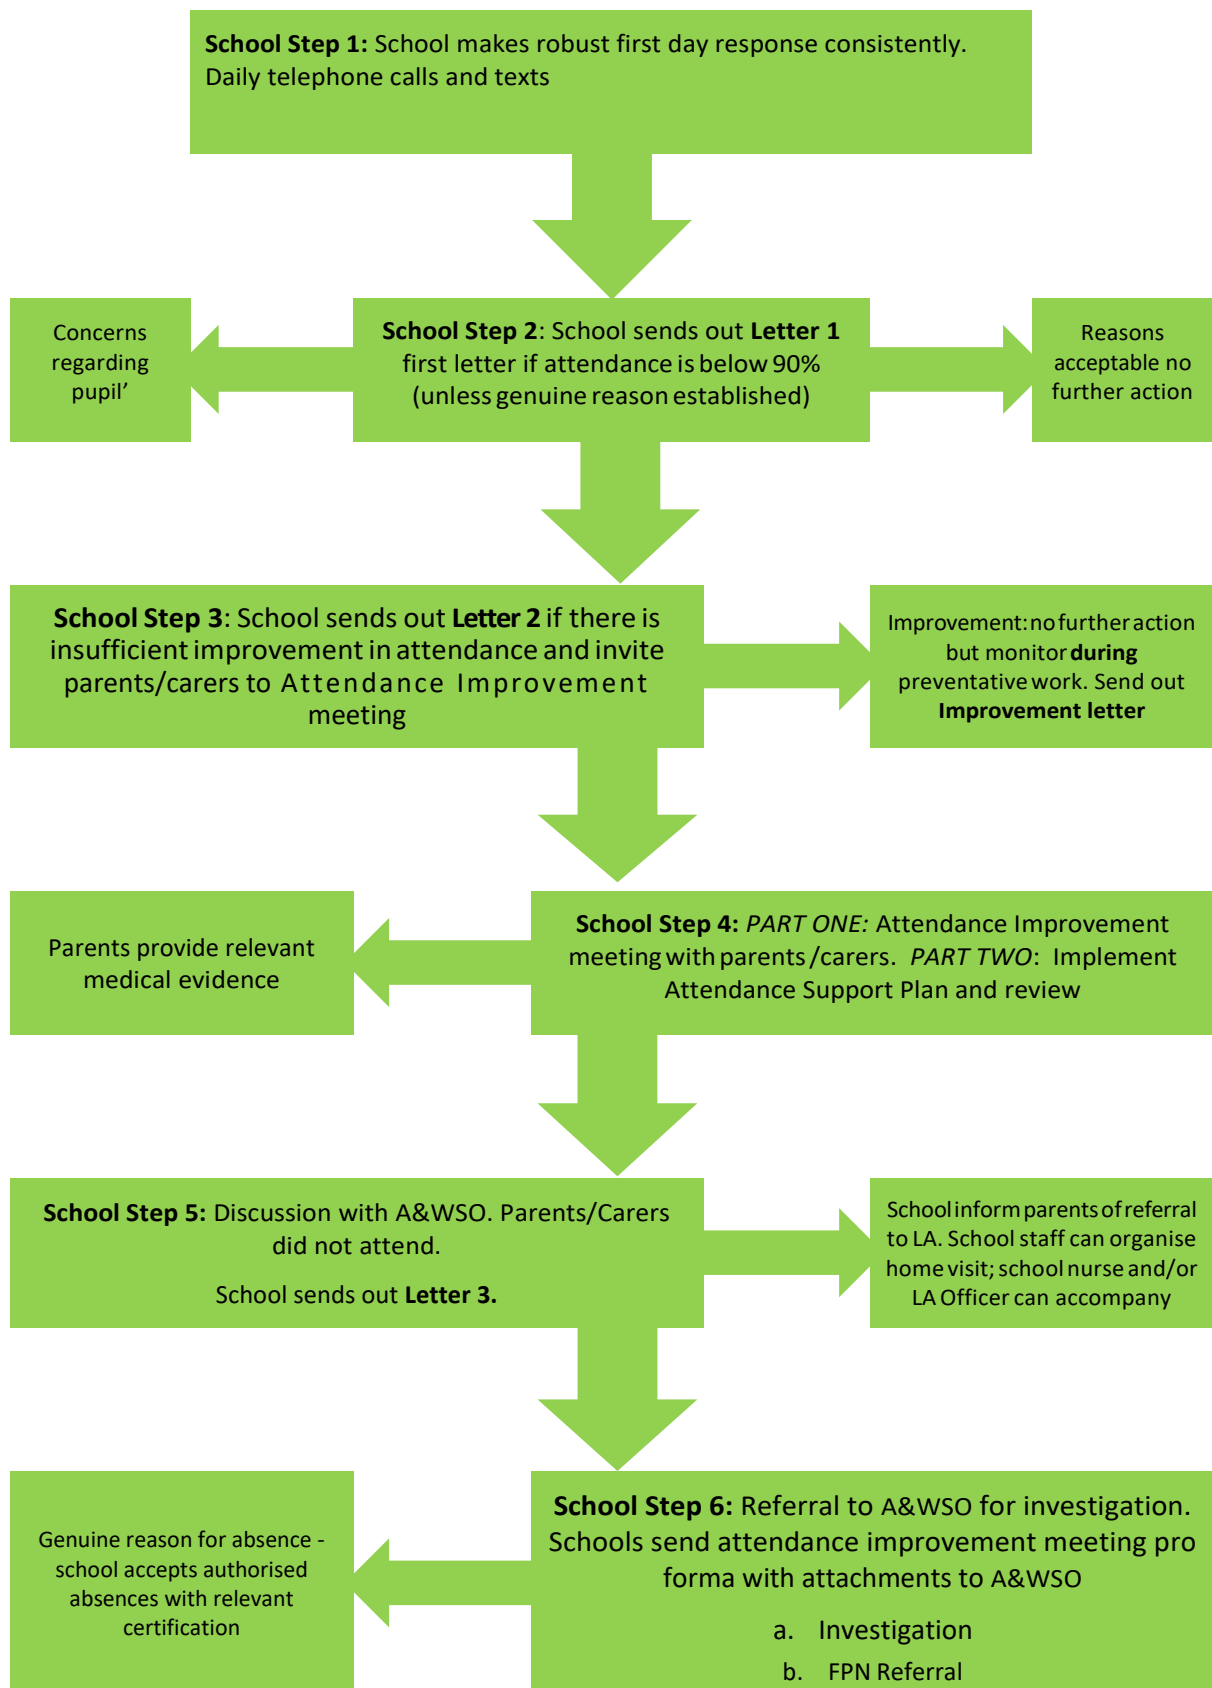 School Step 1: School makes robust first day response consistently.
Daily telephone calls and texts
Concerns
regarding
pupil’
School Step 2: School sends out Letter 1
first letter if attendance is below 90%
(unless genuine reason established)
Reasons
acceptable no
further action
School Step 3: School sends out Letter 2 if there is
insufficient improvement in attendance and invite
parents/carers to Attendance Improvement
meeting
Improvement: no further action
but monitor during
preventative work. Send out
Improvement letter
Parents provide relevant
medical evidence
School Step 4: PART ONE: Attendance Improvement
meeting with parents /carers. PART TWO: Implement
Attendance Support Plan and review
School Step 5: Discussion with A&WSO. Parents/Carers
did not attend.
School sends out Letter 3.
School inform parents of referral
to LA. School staff can organise
home visit; school nurse and/or
LA Officer can accompany
Genuine reason for absence -
school accepts authorised
absences with relevant
certification
School Step 6: Referral to A&WSO for investigation.
Schools send attendance improvement meeting pro
forma with attachments to A&WSO
a. Investigation
b. FPN Referral